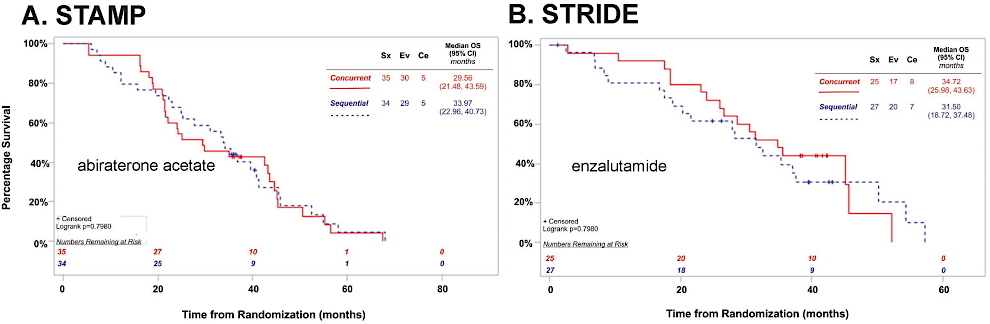 A. STAMP
Percentage Survival
100%
80%
60%
40%
20%
0%
Sx Ev Ce Median OS
(95% CI)
months
Concurrent 35 30 5 29.56
(21.48, 43.59)
Sequential 34 29 5 33.97
(22.96, 40.73)
abiraterone acetate
+ Censored
Logrank p=0.7980
Numbers Remaining at Risk
35 27 10 1 0
34 25 9 1 0
0 20 40 60 80
Time from Randomization (months)
B. STRIDE
100%
80%
60%
40%
20%
0%
Sx Ev Ce Median OS
(95% CI)
months
Concurrent 25 17 8 34.72
(25.98, 43.63)
Sequential 27 20 7 31.50
(18.72, 37.48)
enzalutamide
+ Censored
Logrank p=0.7980
Numbers Remaining at Risk
25 20 10 0
27 18 9 0
0 20 40 60
Time from Randomization (months)